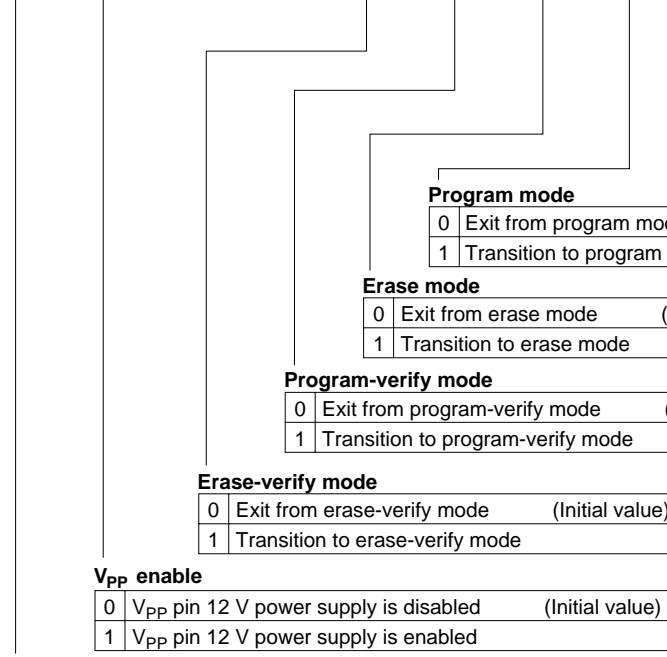 Program mode
0 Exit from program mo
1 Transition to program
Erase mode
0 Exit from erase mode (
1 Transition to erase mode
Program-verify mode
0 Exit from program-verify mode (
1 Transition to program-verify mode
Erase-verify mode
0 Exit from erase-verify mode (Initial value)
1 Transition to erase-verify mode
VPP enable
0 VPP pin 12 V power supply is disabled (Initial value)
1 VPP pin 12 V power supply is enabled